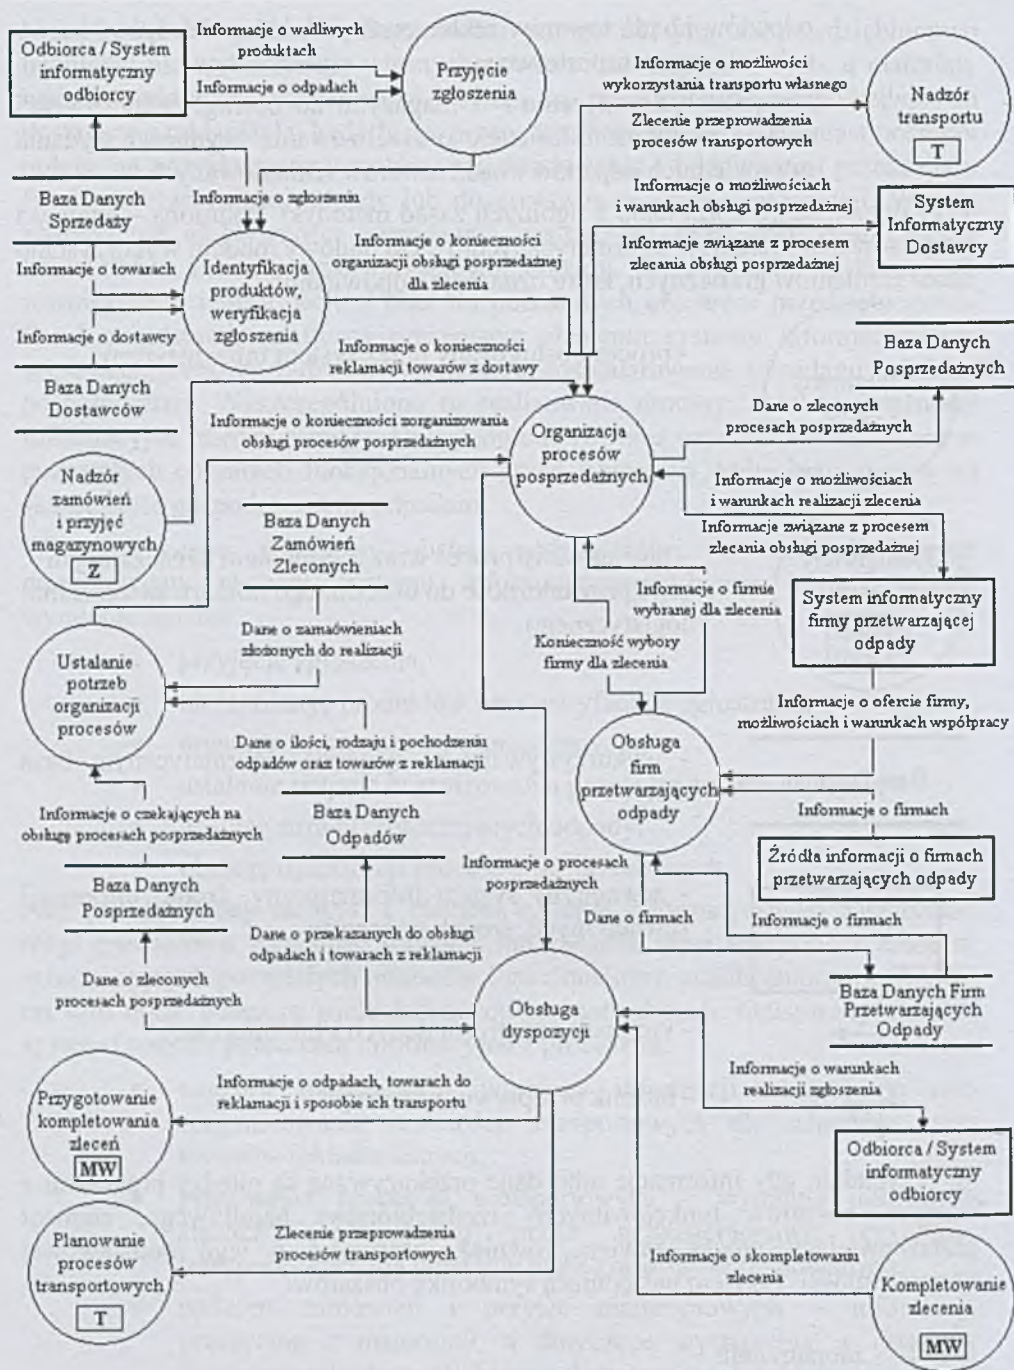 Odbiorca / System
informatyczny
odbiorcy
Informacje o wadliwych
produktach
Informacje o odpadach
Przyjęcie
zgłoszenia
Informacje o możliwości
wykorzystania transportu własnego
Zlecenie przeprowadzenia
procesów transportowych
Nadzór
transportu
T
Baza Danych
Sprzedaży
Informacje o zgłoszeniu
Informacje o możliwościach
i warunkach obsługi posprzedażnej
Informacje związane z procesem
zlecania obsługi posprzedażnej
System
Informatyczny
Dostawcy
Informacje o towarach
Identyfikacja
produktów,
weryfikacja
zgłoszenia
Informacje o konieczności
organizacji obsługi posprzedażnej
dla zlecenia
Informacje o dostawcy
Baza Danych
Dostawców
Informacje o konieczności
reklamacji towarów z dostawy
Baza Danych
Posprzedażnych
Dane o zleconych
procesach posprzedażnych
Informacje o konieczności zorganizowania
obsługi procesów posprzedażnych
Organizacja
procesów
posprzedażnych
Nadzór
zamówień
i przyjęć
magazynowych
Z
Baza Danych
Zamówień
Zleconych
Informacje o możliwościach
i warunkach realizacji zlecenia
Informacje związane z procesem
zlecania obsługi posprzedażnej
Informacje o firmie
wybranej dla zlecenia
Konieczność wybory
firmy dla zlecenia
System informatyczny
firmy przetwarzającej
odpady
Dane o zamaówieniach
złożonych do realizacji
Ustalanie
potrzeb
organizacji
procesów
Informacje o ofercie firmy,
możliwościach i warunkach współpracy
Dane o ilości, rodzaju i pochodzeniu
odpadów oraz towarów z reklamacji
Obsługa
firm
przetwarzających
odpady
Informacje o czekających na
obsługę procesach posprzedażnych
Baza Danych
Odpadów
Informacje o firmach
Źródła informacji o firmach
przetwarzających odpady
Informacje o procesach
posprzedażnych
Baza Danych
Posprzedażnych
Dane o firmach
Informacje o firmach
Dane o przekazanych do obsługi
odpadach i towarach z reklamacji
Dane o zleconych
procesach posprzedażnych
Obsługa
dyspozycji
Baza Danych Firm
Przetwarzających
Odpady
Informacje o warunkach
realizacji zgłoszenia
Informacje o odpadach, towarach do
reklamacji i sposobie ich transportu
Przygotowanie
kompletowania
zleceń
MW
Odbiorca / System
informatyczny
odbiorcy
Zlecenie przeprowadzenia
procesów transportowych
Planowanie
procesów
transportowych
T
Informacje o skompletowaniu
zlecenia
Kompletowanie
zlecenia
MW